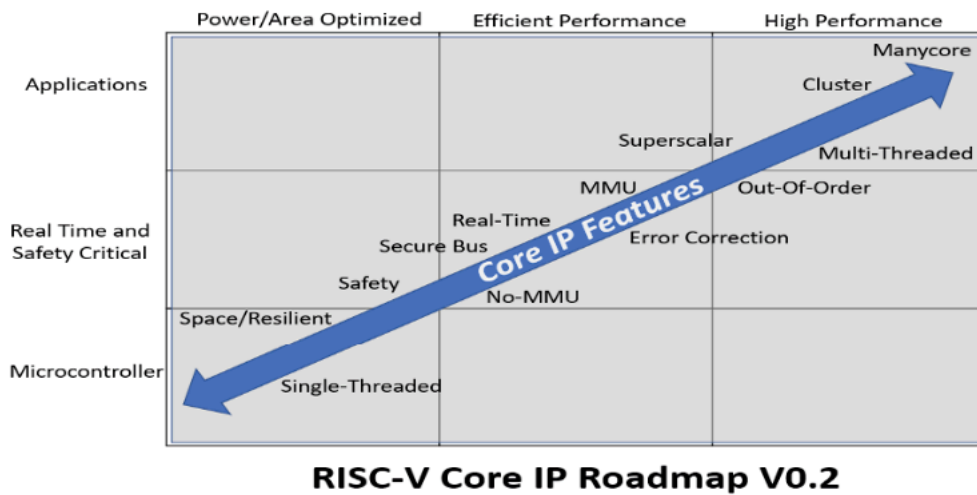 Power/Area Optimized
Efficient Performance
High Performance
Manycore
Applications
Cluster
Superscalar
Multi-Threaded
MMU
Out-Of-Order
Real Time and
Safety Critical
Real-Time
Core IP Features
Error Correction
Secure Bus
Safety
No-MMU
Space/Resilient
Microcontroller
Single-Threaded
RISC-V Core IP Roadmap V0.2